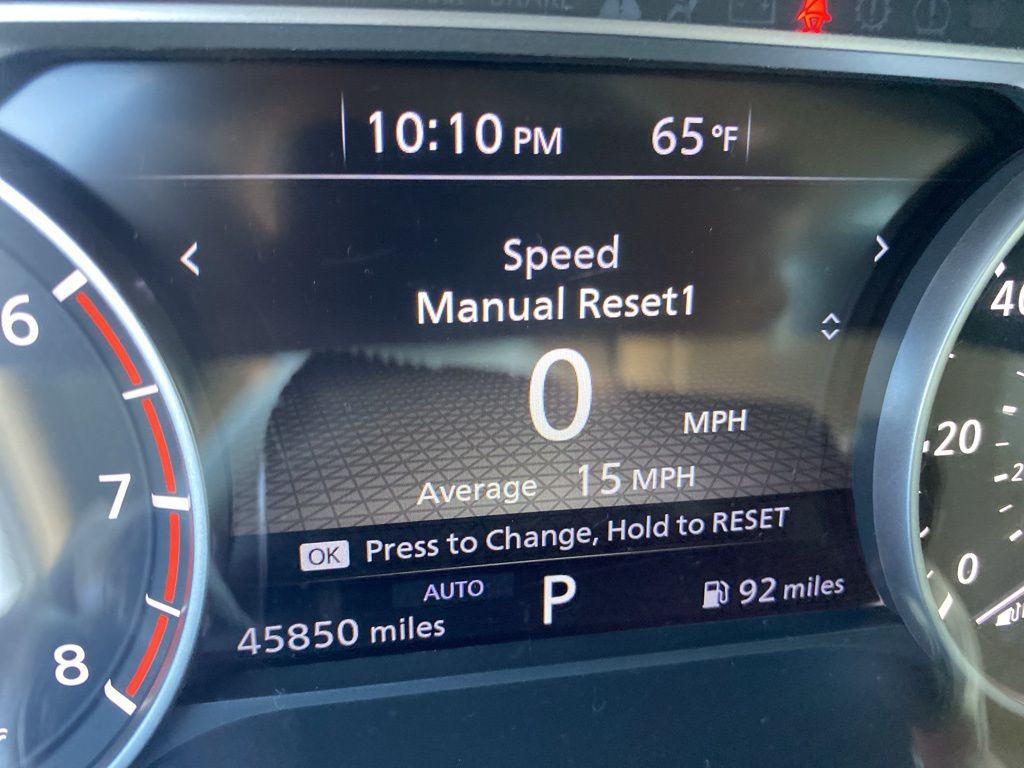 10:10 PM 65°F
Speed
Manual Reset1
0 MPH
Average 15 MPH
OK Press to Change, Hold to RESET
AUTO P 92 miles
45850 miles
6
7
8
20
0